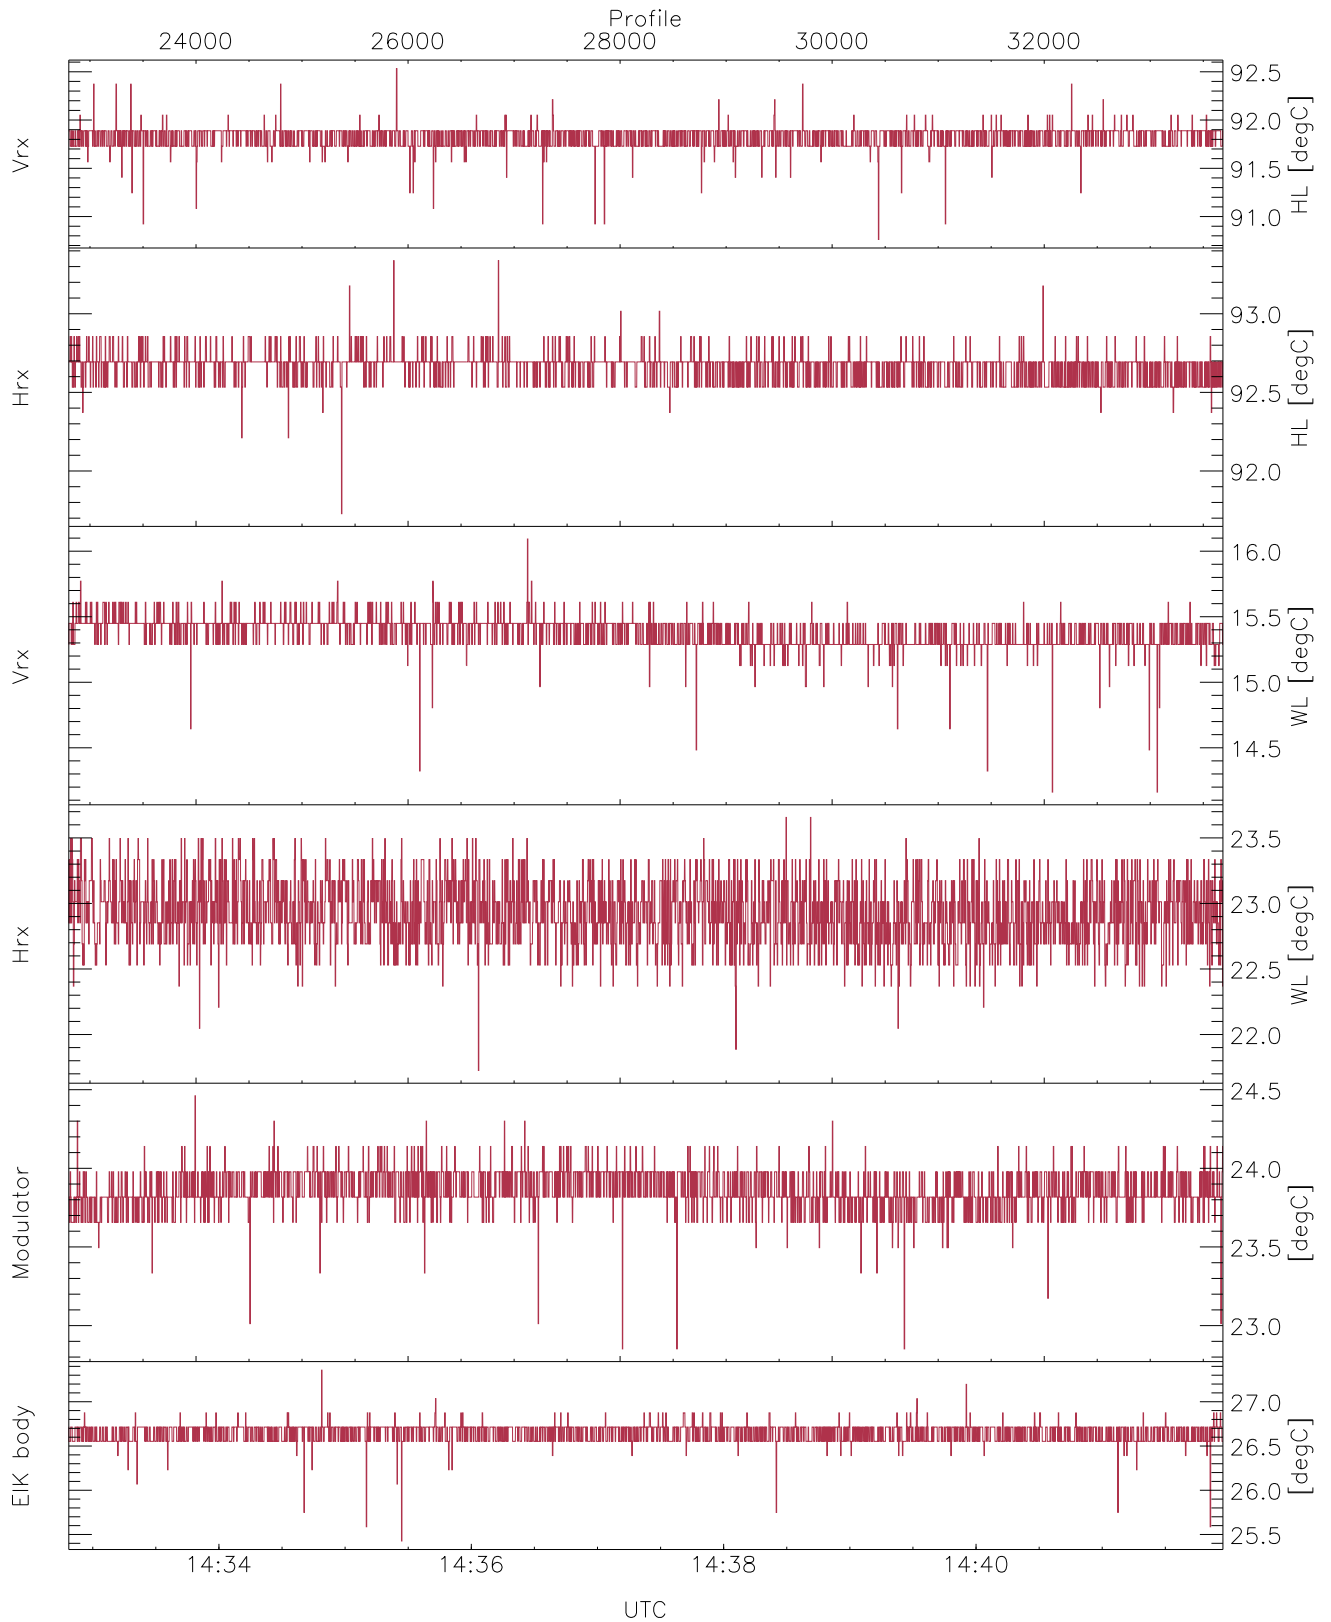 Profile
24000 26000 28000 30000 32000
Vrx
92.5
92.0
91.5
91.0
HL [degC]
Hrx
93.0
92.5
92.0
HL [degC]
Vrx
16.0
15.5
15.0
14.5
WL [degC]
Hrx
23.5
23.0
22.5
22.0
WL [degC]
Modulator
24.5
24.0
23.5
23.0
[degC]
EIK body
27.0
26.5
26.0
25.5
[degC]
14:34 14:36 14:38 14:40
UTC